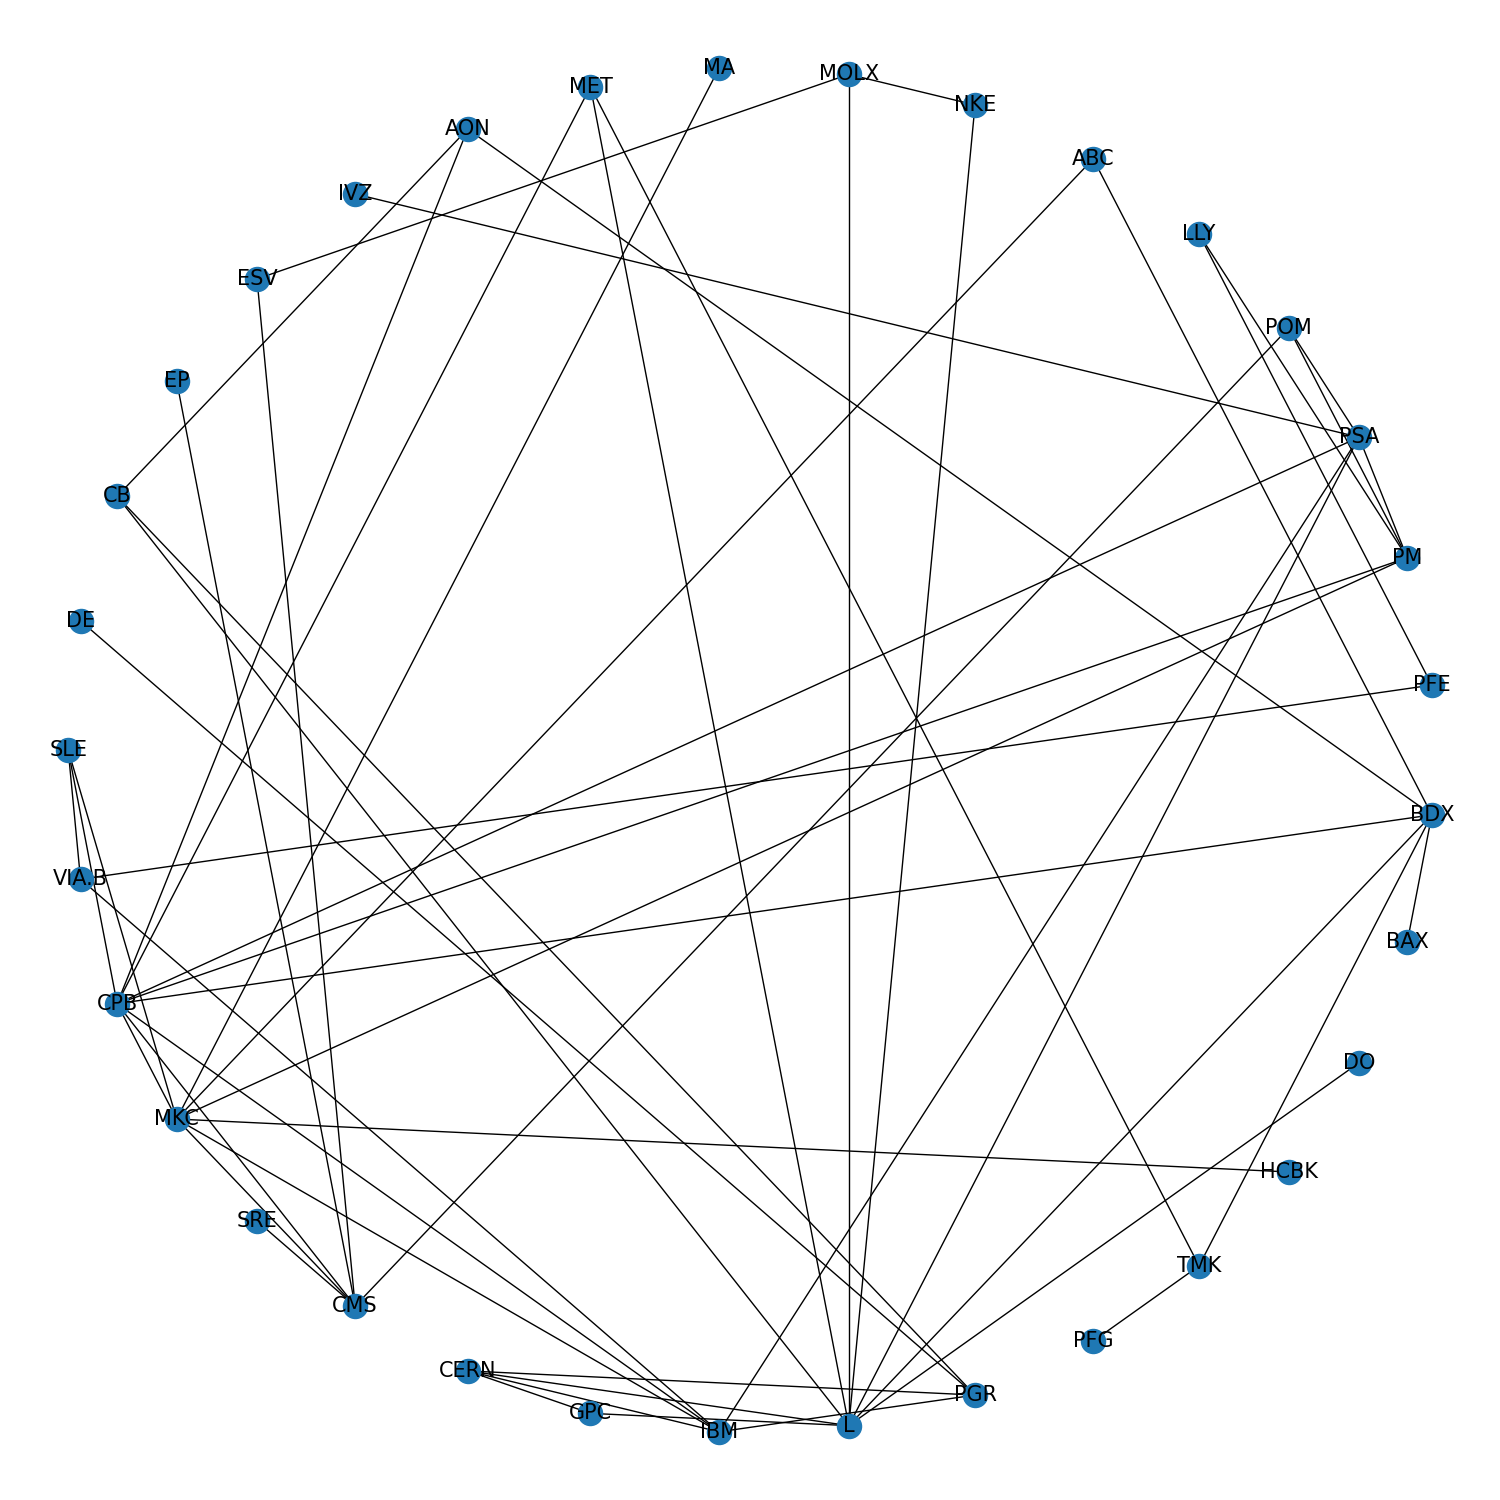 MA
MOLX
MET
NKE
AON
ABC
IVZ
LLY
ESV
POM
EP
PSA
CB
PM
DE
PFE
SLE
BDX
VIA.B
BAX
CPB
DO
MKC
HCBK
SRE
TMK
CMS
PFG
CERN
PGR
GPC
L
IBM